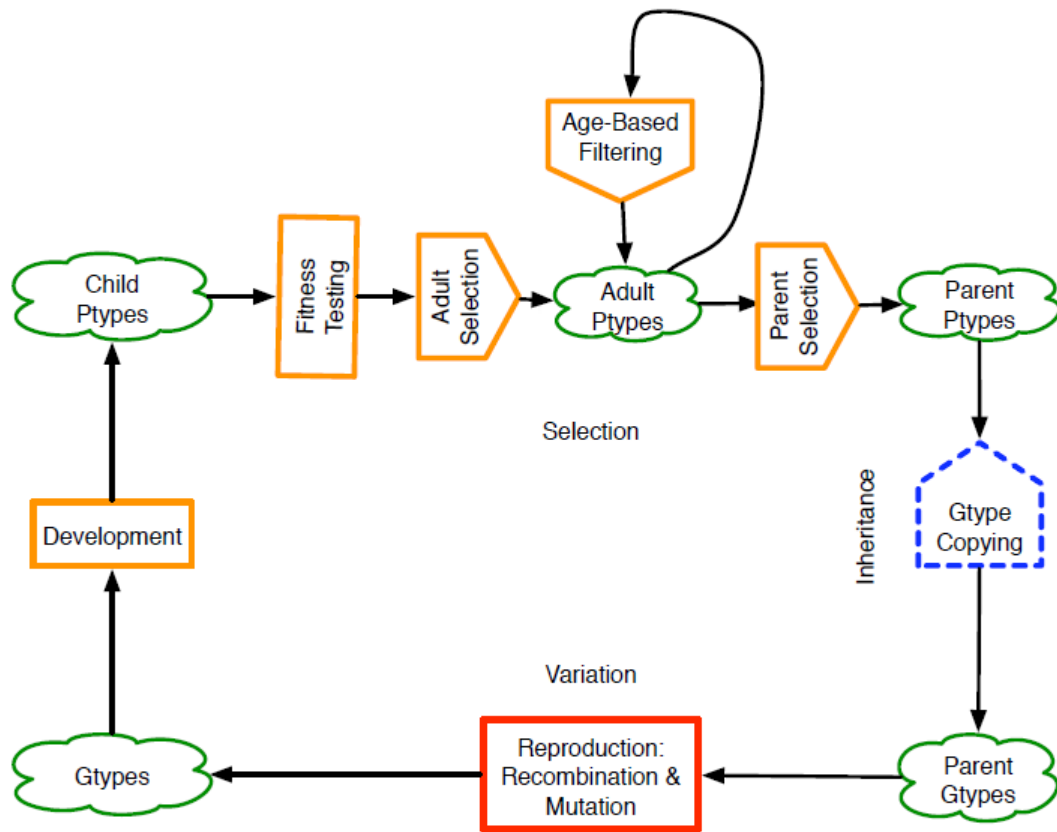 Age-Based
Filtering
Child
Ptypes
Fitness
Testing
Adult
Selection
Adult
Ptypes
Parent
Selection
Parent
Ptypes
Selection
Development
Inheritance
Gtype
Copying
Variation
Gtypes
Reproduction:
Recombination &
Mutation
Parent
Gtypes